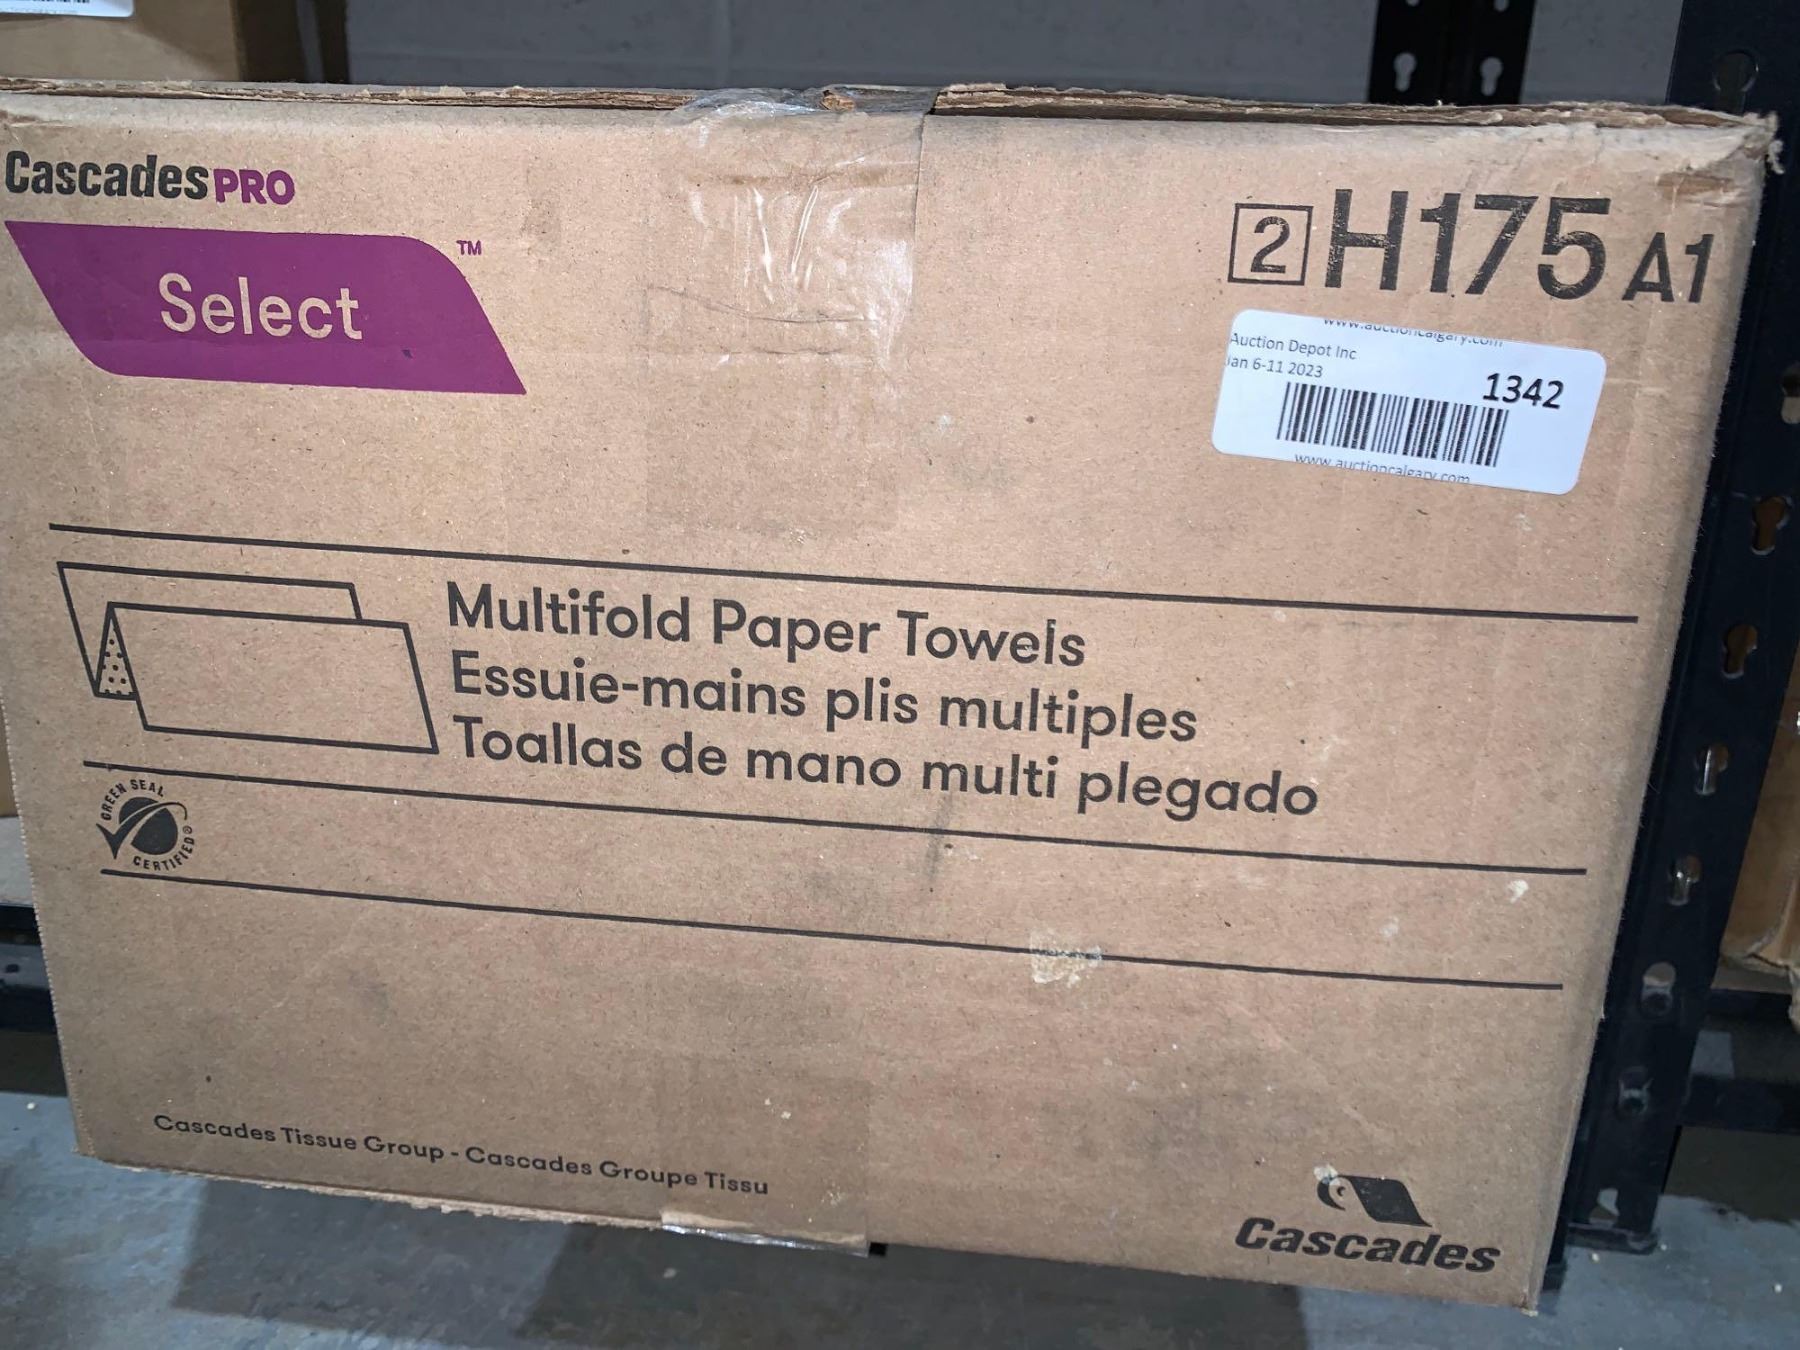 CascadesPRO
Select™
2 H175 A1
www.auctioncalgary.com
Auction Depot Inc
Jan 6-11 2023
1342
www.auctioncalgary.com
Multifold Paper Towels
Essuie-mains plis multiples
Toallas de mano multi plegado
GREEN SEAL
CERTIFIED®
Cascades Tissue Group - Cascades Groupe Tissu
Cascades